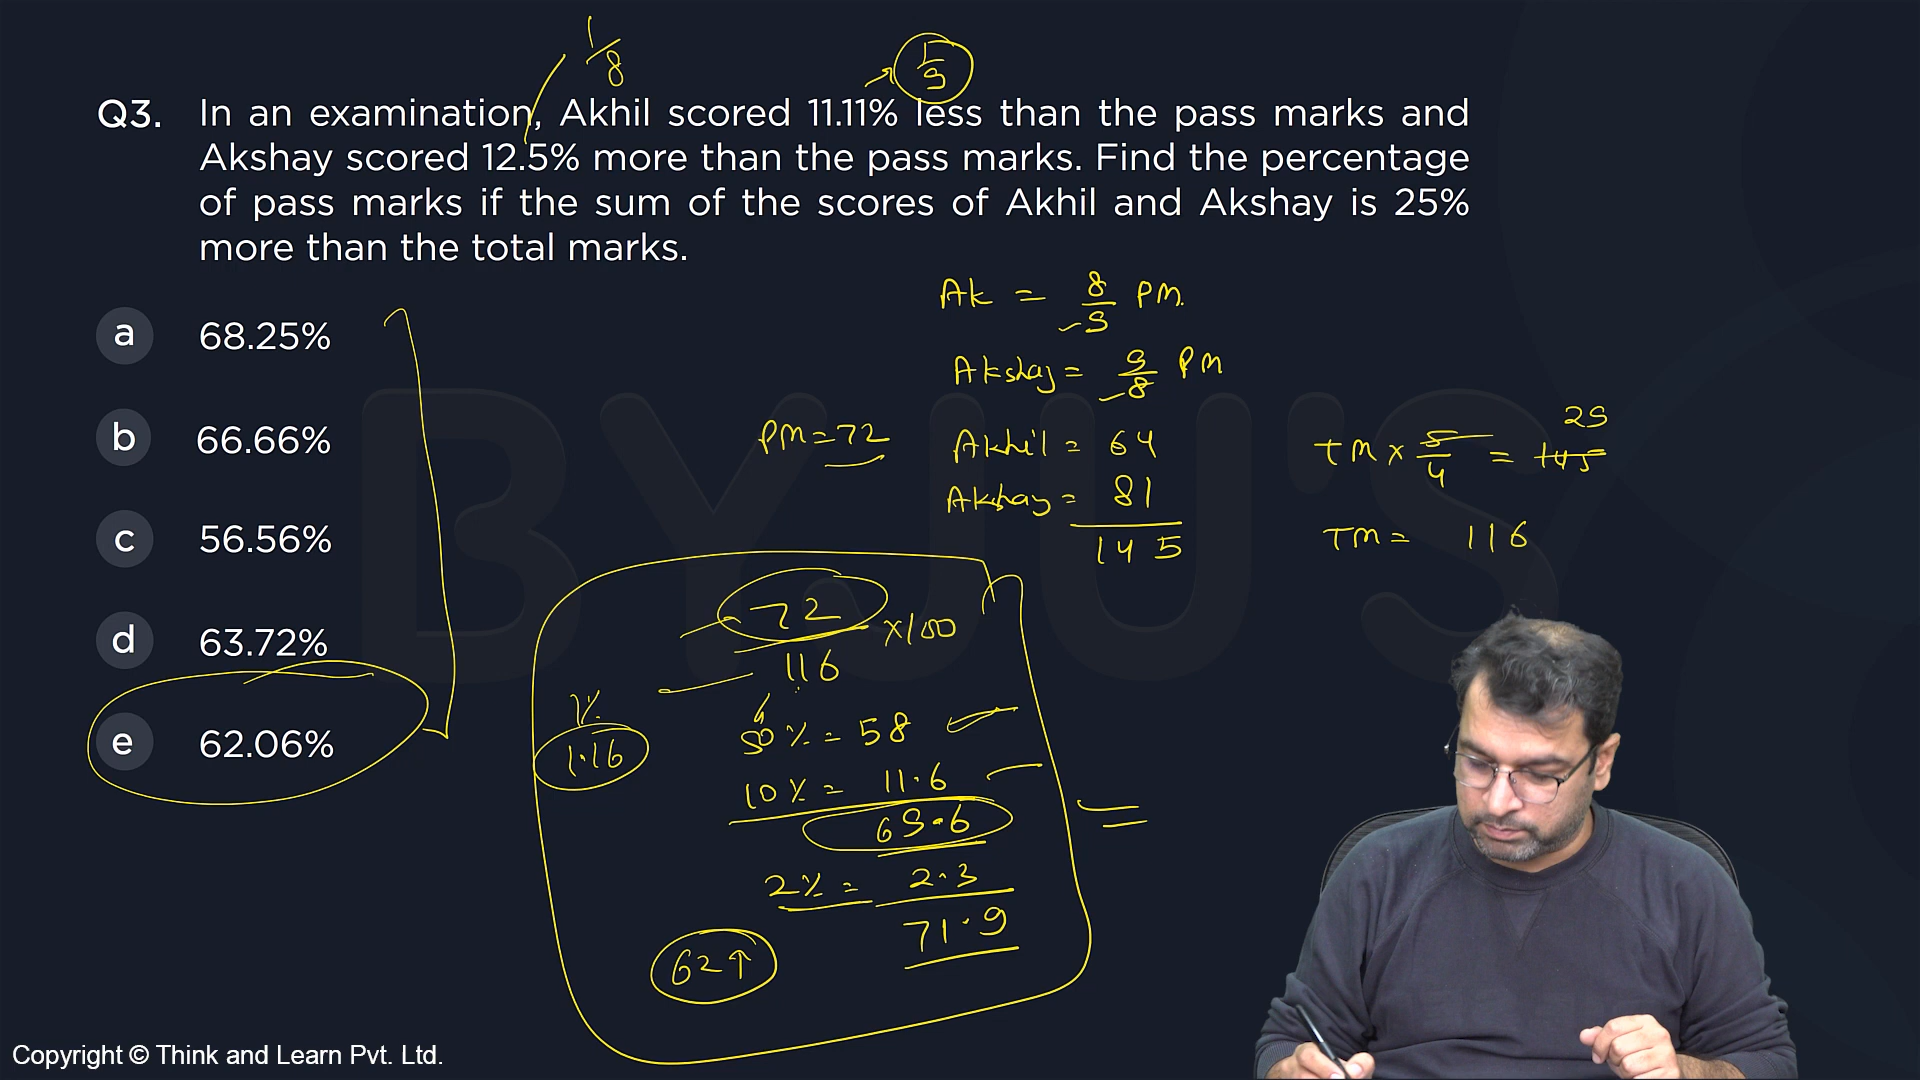 1/8
1/9
Q3. In an examination, Akhil scored 11.11% less than the pass marks and
Akshay scored 12.5% more than the pass marks. Find the percentage
of pass marks if the sum of the scores of Akhil and Akshay is 25%
more than the total marks.
a 68.25%
b 66.66%
c 56.56%
d 63.72%
e 62.06%
Ak = 8/9 PM
Akshay = 9/8 PM
PM = 72
Akhil = 64
Akshay = 81
145
29
TM x 5/4 = 145
TM = 116
72/116 x100
1%
1.16
50% = 58
10% = 11.6
69.6
2% = 2.3
71.9
62↑
BYJU'S
Copyright © Think and Learn Pvt. Ltd.